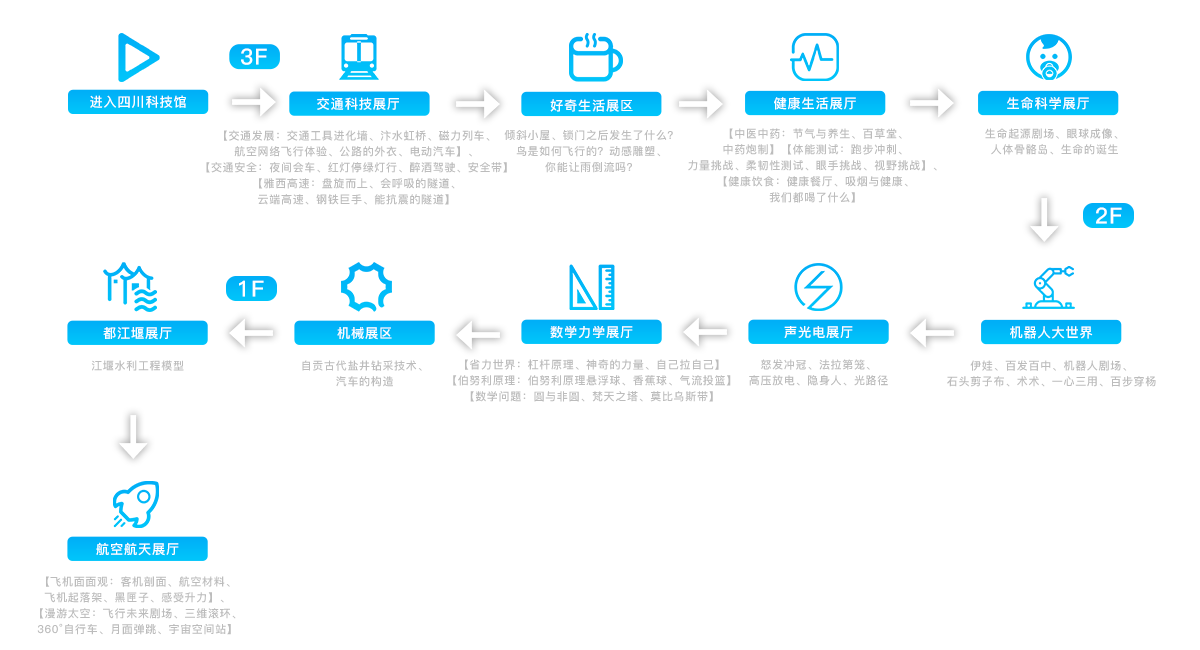 进入四川科技馆
3F
交通科技展厅
【交通发展：交通工具进化墙、汴水虹桥、磁力列车、
航空网络飞行体验、公路的外衣、电动汽车】、
【交通安全：夜间会车、红灯停绿灯行、醉酒驾驶、安全带】
【雅西高速：盘旋而上、会呼吸的隧道、
云端高速、钢铁巨手、能抗震的隧道】
好奇生活展区
倾斜小屋、锁门之后发生了什么？
鸟是如何飞行的？动感雕塑、
你能让雨倒流吗？
健康生活展厅
【中医中药：节气与养生、百草堂、
中药炮制】【体能测试：跑步冲刺、
力量挑战、柔韧性测试、眼手挑战、视野挑战】、
【健康饮食：健康餐厅、吸烟与健康、
我们都喝了什么】
生命科学展厅
生命起源剧场、眼球成像、
人体骨骼岛、生命的诞生
2F
机器人大世界
伊娃、百发百中、机器人剧场、
石头剪子布、术术、一心三用、百步穿杨
声光电展厅
怒发冲冠、法拉第笼、
高压放电、隐身人、光路径
数学力学展厅
【省力世界：杠杆原理、神奇的力量、自己拉自己】
【伯努利原理：伯努利原理悬浮球、香蕉球、气流投篮】
【数学问题：圆与非圆、梵天之塔、莫比乌斯带】
机械展区
自贡古代盐井钻采技术、
汽车的构造
1F
都江堰展厅
江堰水利工程模型
航空航天展厅
【飞机面面观：客机剖面、航空材料、
飞机起落架、黑匣子、感受升力】、
【漫游太空：飞行未来剧场、三维滚环、
360°自行车、月面弹跳、宇宙空间站】